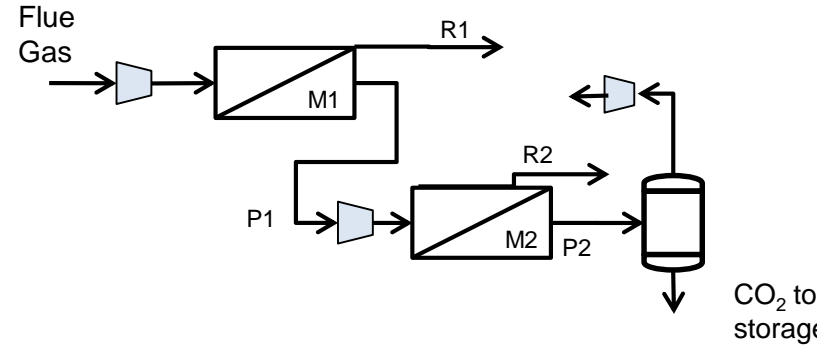 Flue
Gas
R1
M1
R2
P1
M2
P2
CO₂ to
storage